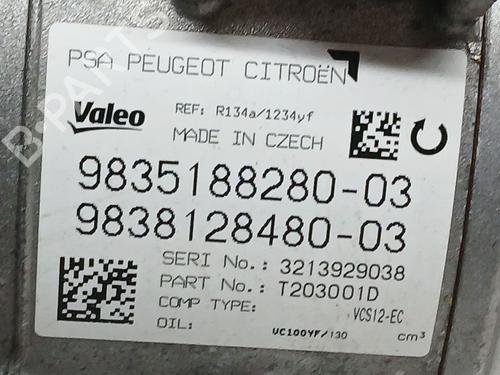 PSA PEUGEOT CITROËN
Valeo REF: R134a/1234yf
MADE IN CZECH
9835188280-03
9838128480-03
SERI No.: 3213929038
PART No.: T203001D
COMP TYPE: VCS12-EC
OIL: VC100YF/130 cm³
B-PARTS